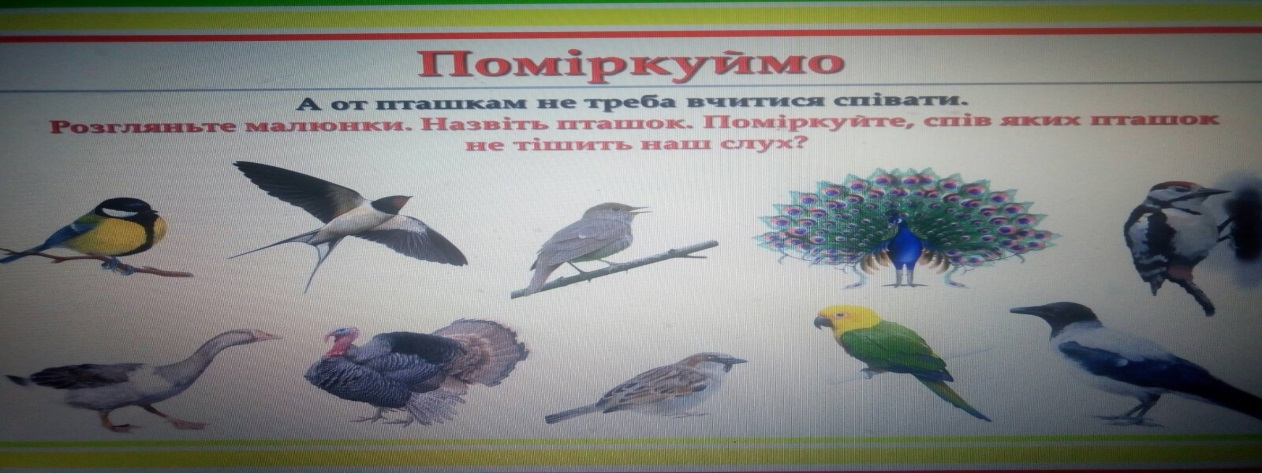 Поміркуймо
А от пташкам не треба вчитися співати.
Розгляньте малюнки. Назвіть пташок. Поміркуйте, спів яких пташок
не тішить наш слух?